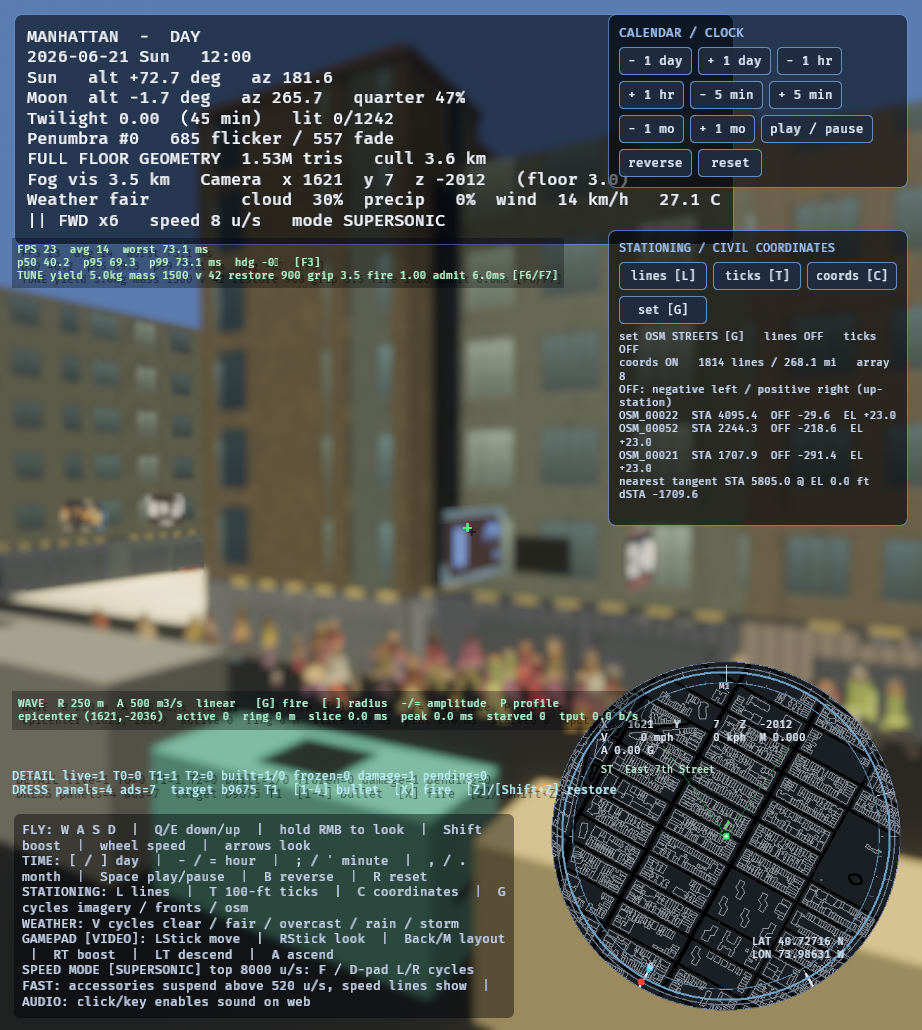 MANHATTAN - DAY
2026-06-21 Sun 12:00
Sun alt +72.7 deg az 181.6
Moon alt -1.7 deg az 265.7 quarter 47%
Twilight 0.00 (45 min) lit 0/1242
Penumbra #0 685 flicker / 557 fade
FULL FLOOR GEOMETRY 1.53M tris cull 3.6 km
Fog vis 3.5 km Camera x 1621 y 7 z -2012 (floor 3.0)
Weather fair cloud 30% precip 0% wind 14 km/h 27.1 C
|| FWD x6 speed 8 u/s mode SUPERSONIC
FPS 23 avg 14 worst 73.1 ms
p50 40.2 p95 69.3 p99 73.1 ms hdg -0 [F3]
TUNE yield 5.0kg mass 1500 v 42 restore 900 grip 3.5 fire 1.00 admit 6.0ms [F6/F7]
CALENDAR / CLOCK
- 1 day + 1 day - 1 hr
+ 1 hr - 5 min + 5 min
- 1 mo + 1 mo play / pause
reverse reset
STATIONING / CIVIL COORDINATES
lines [L] ticks [T] coords [C]
set [G]
set OSM STREETS [G] lines OFF ticks
OFF
coords ON 1814 lines / 268.1 mi array
8
OFF: negative left / positive right (up-
station)
OSM_00022 STA 4095.4 OFF -29.6 EL +23.0
OSM_00052 STA 2244.3 OFF -218.6 EL
+23.0
OSM_00021 STA 1707.9 OFF -291.4 EL
+23.0
nearest tangent STA 5805.0 @ EL 0.0 ft
dSTA -1709.6
WAVE R 250 m A 500 m3/s linear [G] fire [ ] radius -/= amplitude P profile
epicenter (1621,-2036) active 0 ring 0 m slice 0.0 ms peak 0.0 ms starved 0 tput 0.0 b/s
DETAIL live=1 T0=0 T1=1 T2=0 built=1/0 frozen=0 damage=1 pending=0
DRESS panels=4 ads=7 target b9675 T1 [1-4] bullet [X] fire [Z]/[Shift+Z] restore
FLY: W A S D | Q/E down/up | hold RMB to look | Shift
boost | wheel speed | arrows look
TIME: [ / ] day | - / = hour | ; / ' minute | , / .
month | Space play/pause | B reverse | R reset
STATIONING: L lines | T 100-ft ticks | C coordinates | G
cycles imagery / fronts / osm
WEATHER: V cycles clear / fair / overcast / rain / storm
GAMEPAD [VIDEO]: LStick move | RStick look | Back/M layout
| RT boost | LT descend | A ascend
SPEED MODE [SUPERSONIC] top 8000 u/s: F / D-pad L/R cycles
FAST: accessories suspend above 520 u/s, speed lines show |
AUDIO: click/key enables sound on web
X 1621 Y 7 Z -2012
V 0 mph 0 kph M 0.000
A 0.00 G
ST East 7th Street
LAT 40.72716 N
LON 73.98631 W